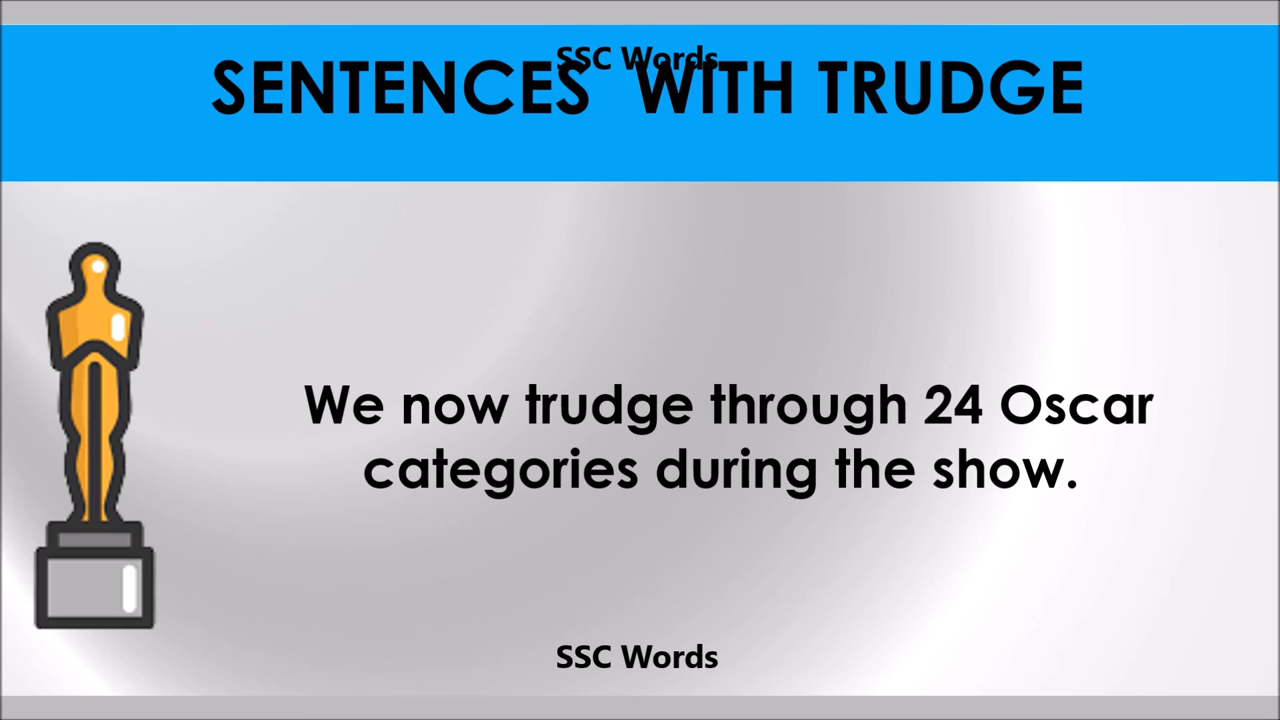 SSC Words
SENTENCES WITH TRUDGE
We now trudge through 24 Oscar
categories during the show.
SSC Words